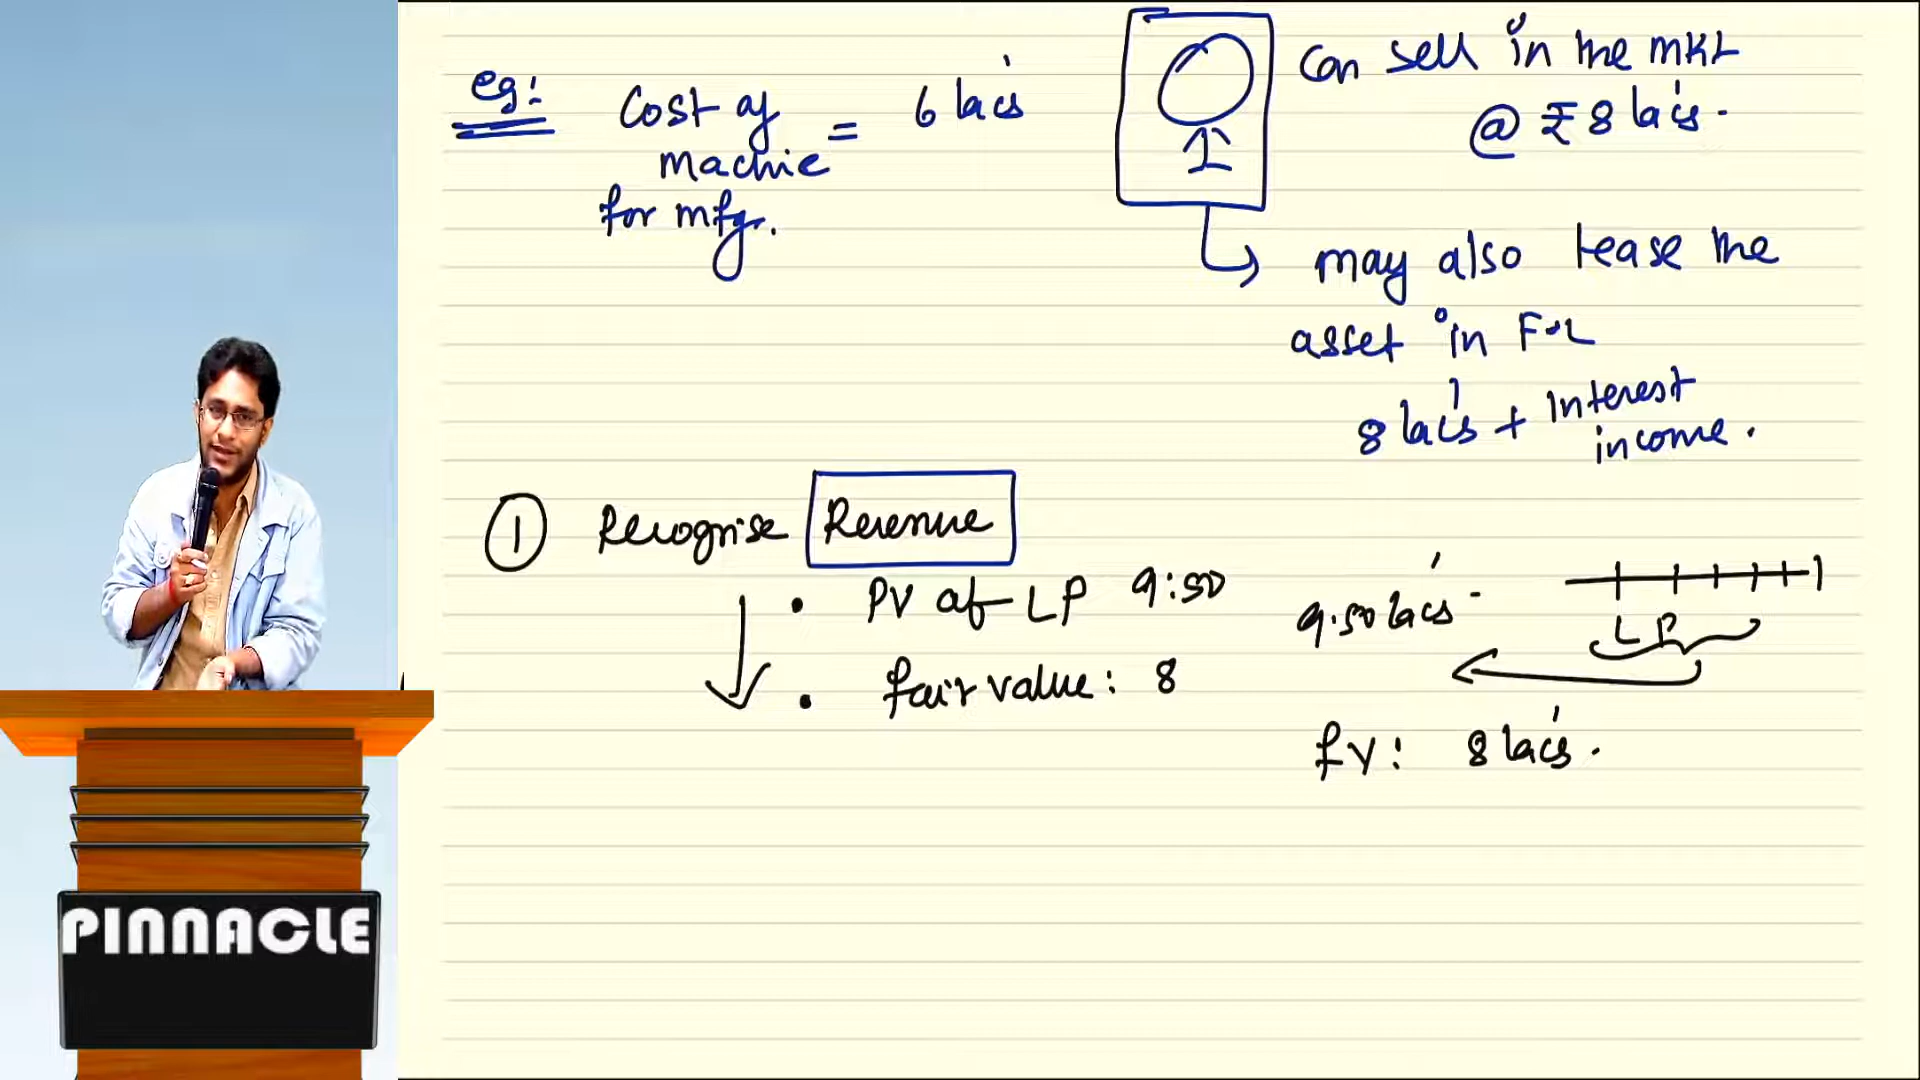 eg:
Cost of = 6 lacs
machine
for mfg.
can sell in the mkt
@ ₹ 8 lacs.
may also lease the
asset in F.L
8 lacs + Interest
income.
① Recognise Revenue
• PV of LP 9:50
• fair value: 8
9.50 lacs
LP
FV: 8 lacs.
PINNACLE